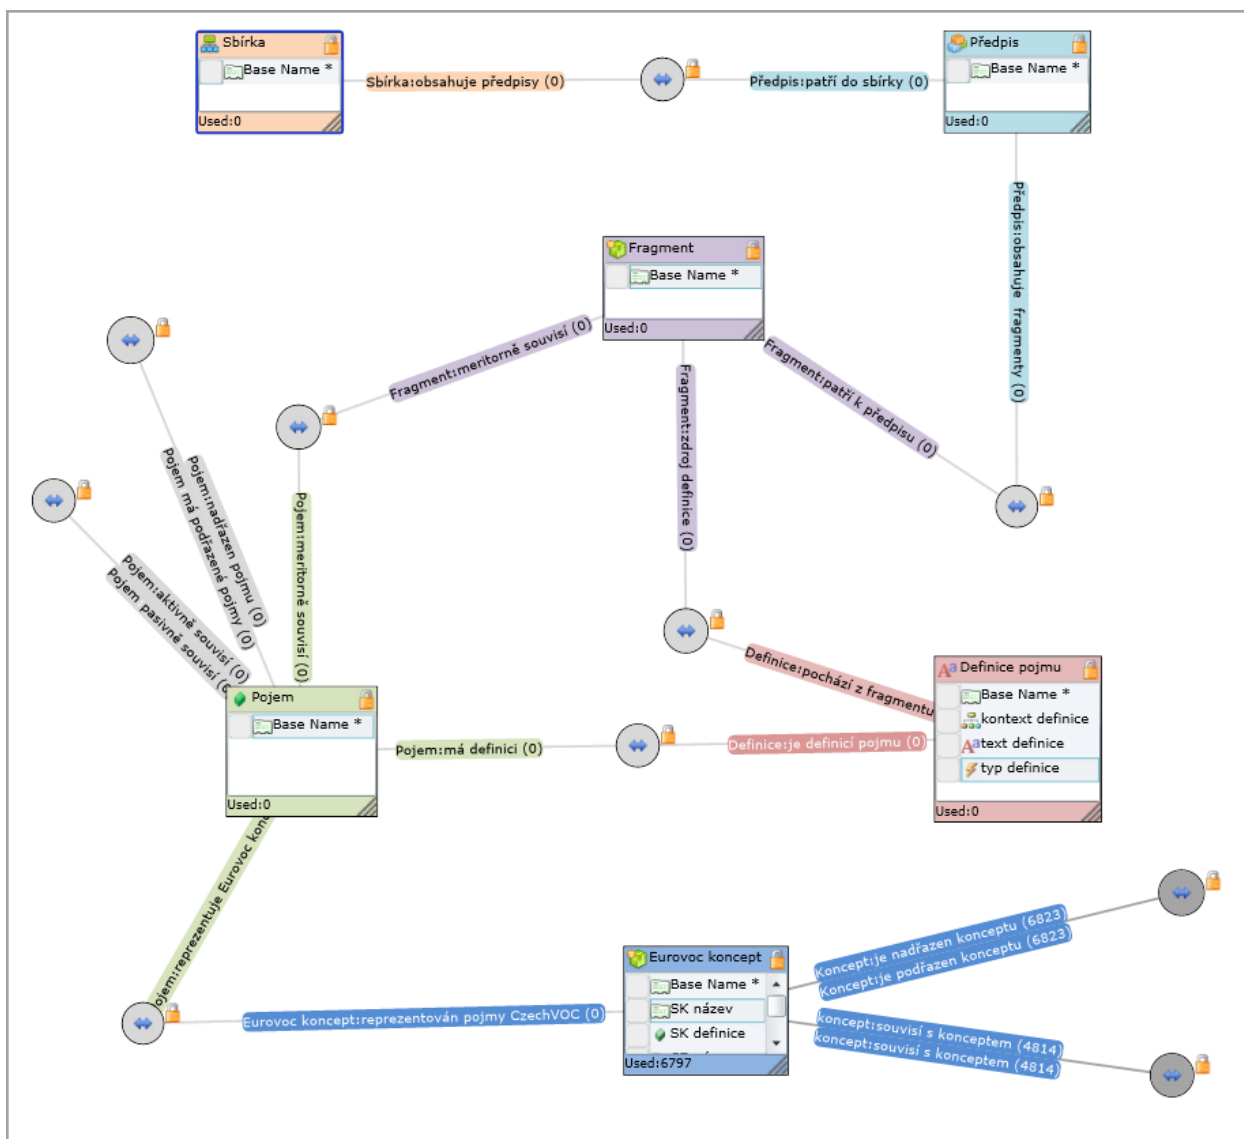 Sbírka
Base Name *
Used:0
Sbírka:obsahuje předpisy (0)
Předpis:patří do sbírky (0)
Předpis
Base Name *
Used:0
Předpis:obsahuje fragmenty (0)
Fragment
Base Name *
Used:0
Fragment:meritorně souvisí (0)
Fragment:zdroj definice (0)
Fragment:patří k předpisu (0)
Pojem:nadřazen pojmu (0)
Pojem má podřazené pojmy (0)
Pojem:meritorně souvisí (0)
Pojem:aktivně souvisí (0)
Pojem pasivně souvisí (0)
Definice:pochází z fragmentu
Pojem
Base Name *
Used:0
Pojem:má definici (0)
Definice:je definicí pojmu (0)
Definice pojmu
Base Name *
kontext definice
text definice
typ definice
Used:0
Pojem:reprezentuje Eurovoc kon
Eurovoc koncept:reprezentován pojmy CzechVOC (0)
Eurovoc koncept
Base Name *
SK název
SK definice
Used:6797
Koncept:je nadřazen konceptu (6823)
Koncept:je podřazen konceptu (6823)
koncept:souvisí s konceptem (4814)
koncept:souvisí s konceptem (4814)